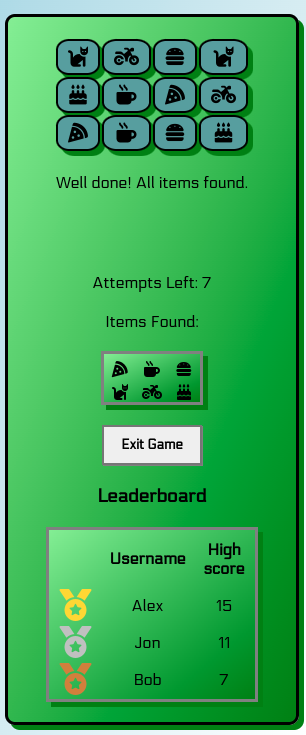 Well done! All items found.
Attempts Left: 7
Items Found:
Exit Game
Leaderboard
Username High score
Alex 15
Jon 11
Bob 7